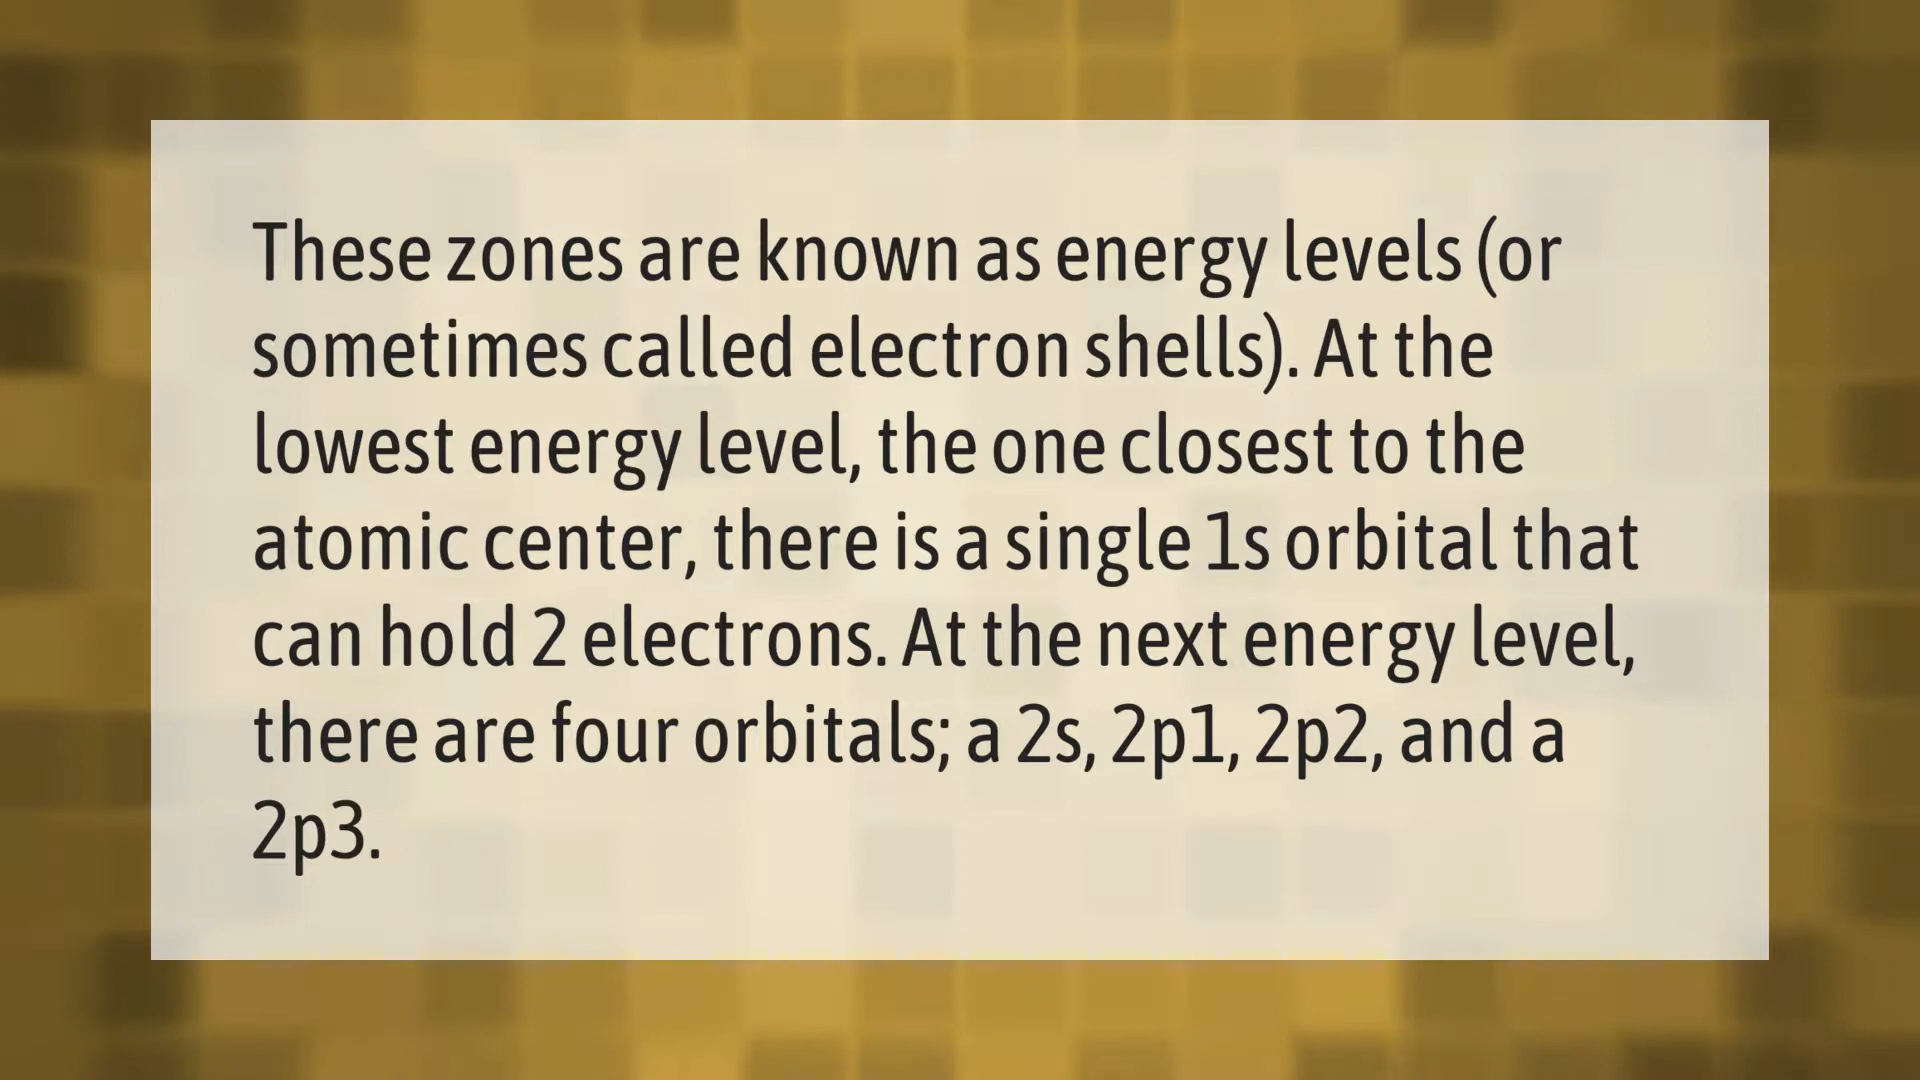 These zones are known as energy levels (or
sometimes called electron shells). At the
lowest energy level, the one closest to the
atomic center, there is a single 1s orbital that
can hold 2 electrons. At the next energy level,
there are four orbitals; a 2s, 2p1, 2p2, and a
2p3.